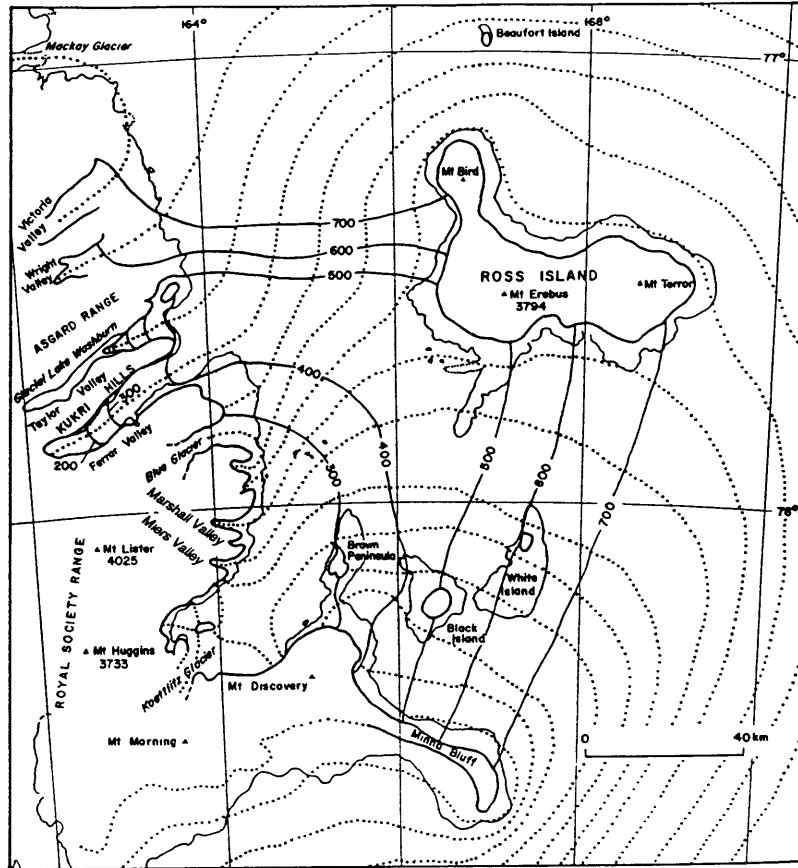 164°
168°
Beaufort Island
Mackay Glacier
77°
Mt Bird
Victoria
Valley
700
600
Wright
Valley
500
ROSS ISLAND
Mt Terror
Mt Erebus
3794
ASGARD RANGE
Glacial Lake Washburn
Taylor Valley
KUKRI HILLS
300
400
200
Ferrar Valley
300
400
500
600
700
Blue Glacier
Marshall Valley
Miers Valley
78°
Mt Lister
4025
Brown
Peninsula
White
Island
Black
Island
ROYAL SOCIETY RANGE
Mt Huggins
3733
Koettlitz Glacier
Mt Discovery
Mt Morning
Minna Bluff
0
40 km